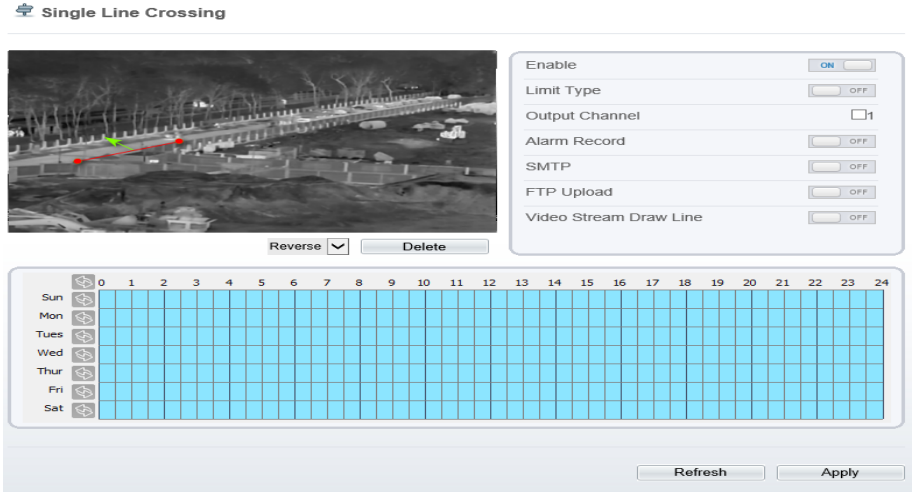 Single Line Crossing
Enable ON
Limit Type OFF
Output Channel 1
Alarm Record OFF
SMTP OFF
FTP Upload OFF
Video Stream Draw Line OFF
Reverse Delete
0 1 2 3 4 5 6 7 8 9 10 11 12 13 14 15 16 17 18 19 20 21 22 23 24
Sun
Mon
Tues
Wed
Thur
Fri
Sat
Refresh Apply